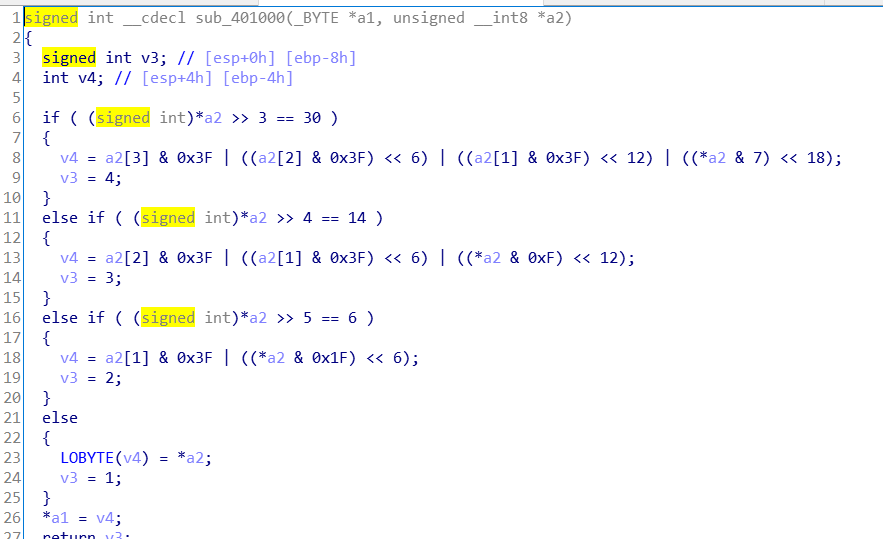 1 signed int __cdecl sub_401000(_BYTE *a1, unsigned __int8 *a2)
2 {
3 signed int v3; // [esp+0h] [ebp-8h]
4 int v4; // [esp+4h] [ebp-4h]
5
6 if ( (signed int)*a2 >> 3 == 30 )
7 {
8 v4 = a2[3] & 0x3F | ((a2[2] & 0x3F) << 6) | ((a2[1] & 0x3F) << 12) | ((*a2 & 7) << 18);
9 v3 = 4;
10 }
11 else if ( (signed int)*a2 >> 4 == 14 )
12 {
13 v4 = a2[2] & 0x3F | ((a2[1] & 0x3F) << 6) | ((*a2 & 0xF) << 12);
14 v3 = 3;
15 }
16 else if ( (signed int)*a2 >> 5 == 6 )
17 {
18 v4 = a2[1] & 0x3F | ((*a2 & 0x1F) << 6);
19 v3 = 2;
20 }
21 else
22 {
23 LOBYTE(v4) = *a2;
24 v3 = 1;
25 }
26 *a1 = v4;
27 return v3;